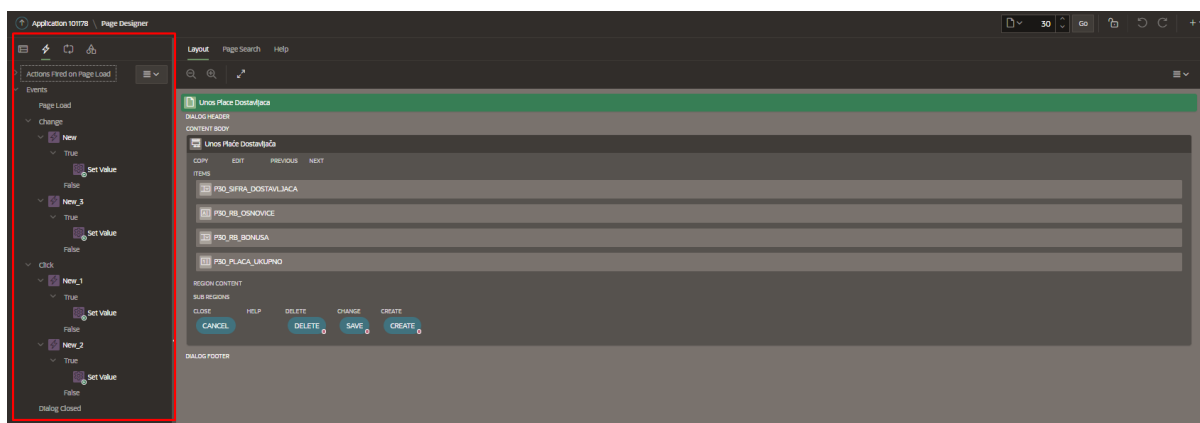 Application 101178 \ Page Designer
30
Go
Layout Page Search Help
Actions Fired on Page Load
Events
Page Load
Change
New
True
Set Value
False
New_3
True
Set Value
False
Click
New_1
True
Set Value
False
New_2
True
Set Value
False
Dialog Closed
Unos Place Dostavljaca
DIALOG HEADER
CONTENT BODY
Unos Plaće Dostavljača
COPY EDIT PREVIOUS NEXT
ITEMS
P30_SIFRA_DOSTAVLJACA
P30_RB_OSNOVICE
P30_RB_BONUSA
P30_PLACA_UKUPNO
REGION CONTENT
SUB REGIONS
CLOSE HELP DELETE CHANGE CREATE
CANCEL DELETE SAVE CREATE
DIALOG FOOTER